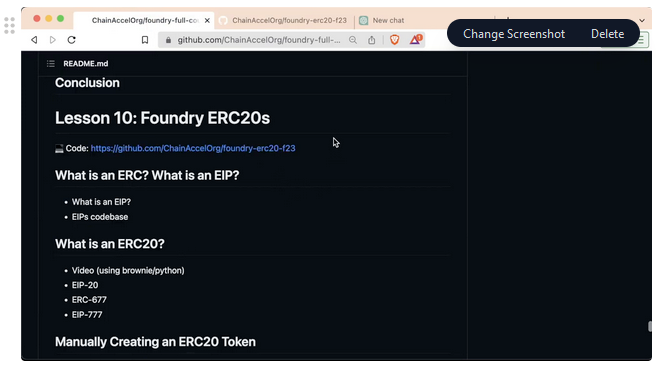 ChainAccelOrg/foundry-full-co
ChainAccelOrg/foundry-erc20-f23
New chat
Change Screenshot
Delete
github.com/ChainAccelOrg/foundry-full-...
README.md
Conclusion
Lesson 10: Foundry ERC20s
💻 Code: https://github.com/ChainAccelOrg/foundry-erc20-f23
What is an ERC? What is an EIP?
• What is an EIP?
• EIPs codebase
What is an ERC20?
• Video (using brownie/python)
• EIP-20
• ERC-677
• EIP-777
Manually Creating an ERC20 Token